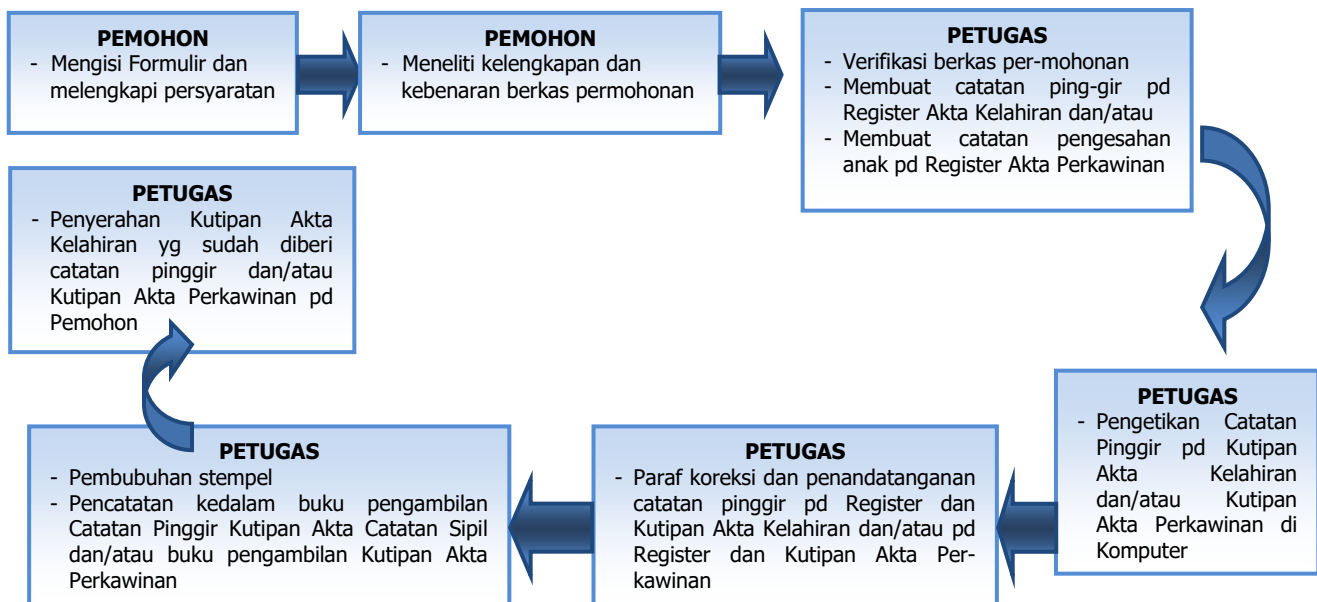 PEMOHON
- Mengisi Formulir dan
melengkapi persyaratan
PEMOHON
- Meneliti kelengkapan dan
kebenaran berkas permohonan
PETUGAS
- Verifikasi berkas per-mohonan
- Membuat catatan ping-gir pd
Register Akta Kelahiran dan/atau
- Membuat catatan pengesahan
anak pd Register Akta Perkawinan
PETUGAS
- Pengetikan Catatan
Pinggir pd Kutipan
Akta Kelahiran
dan/atau Kutipan
Akta Perkawinan di
Komputer
PETUGAS
- Paraf koreksi dan penandatanganan
catatan pinggir pd Register dan
Kutipan Akta Kelahiran dan/atau pd
Register dan Kutipan Akta Per-
kawinan
PETUGAS
- Pembubuhan stempel
- Pencatatan kedalam buku pengambilan
Catatan Pinggir Kutipan Akta Catatan Sipil
dan/atau buku pengambilan Kutipan Akta
Perkawinan
PETUGAS
- Penyerahan Kutipan Akta
Kelahiran yg sudah diberi
catatan pinggir dan/atau
Kutipan Akta Perkawinan pd
Pemohon